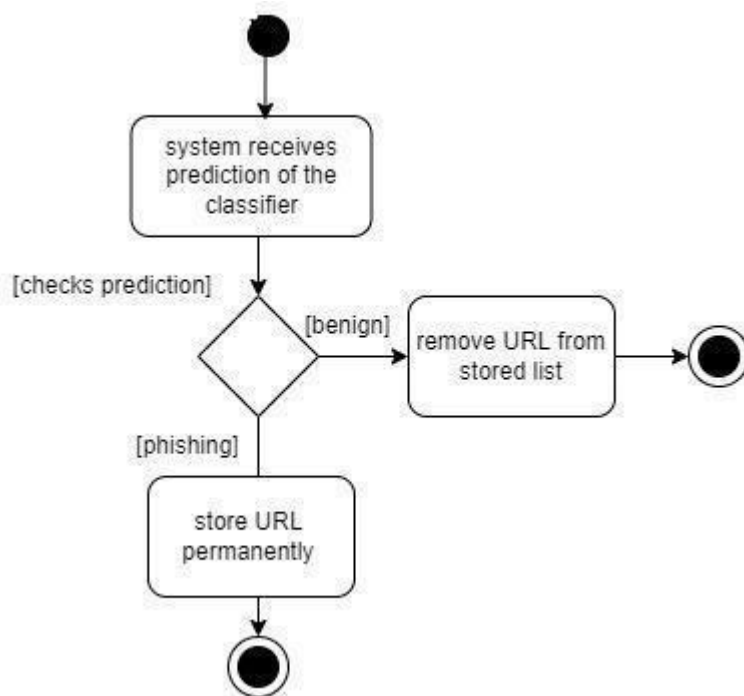 system receives
prediction of the
classifier
[checks prediction]
[benign]
remove URL from
stored list
[phishing]
store URL
permanently